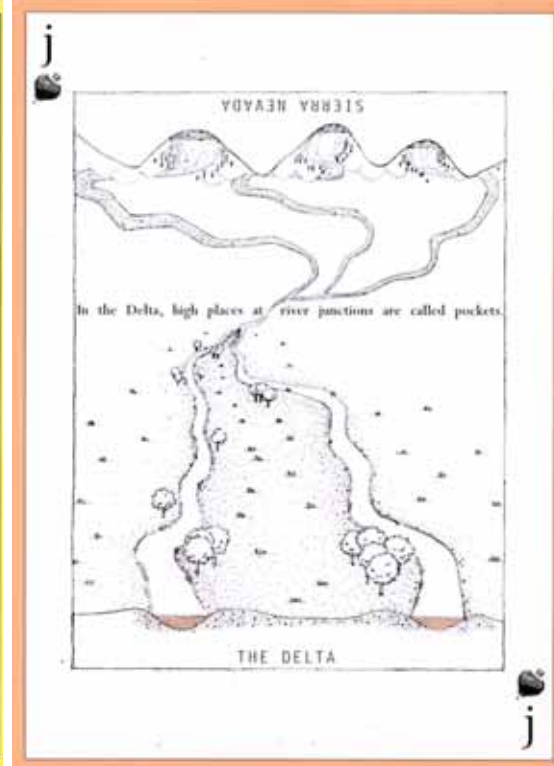 j
SIERRA NEVADA
In the Delta, high places at river junctions are called pockets.
THE DELTA
j